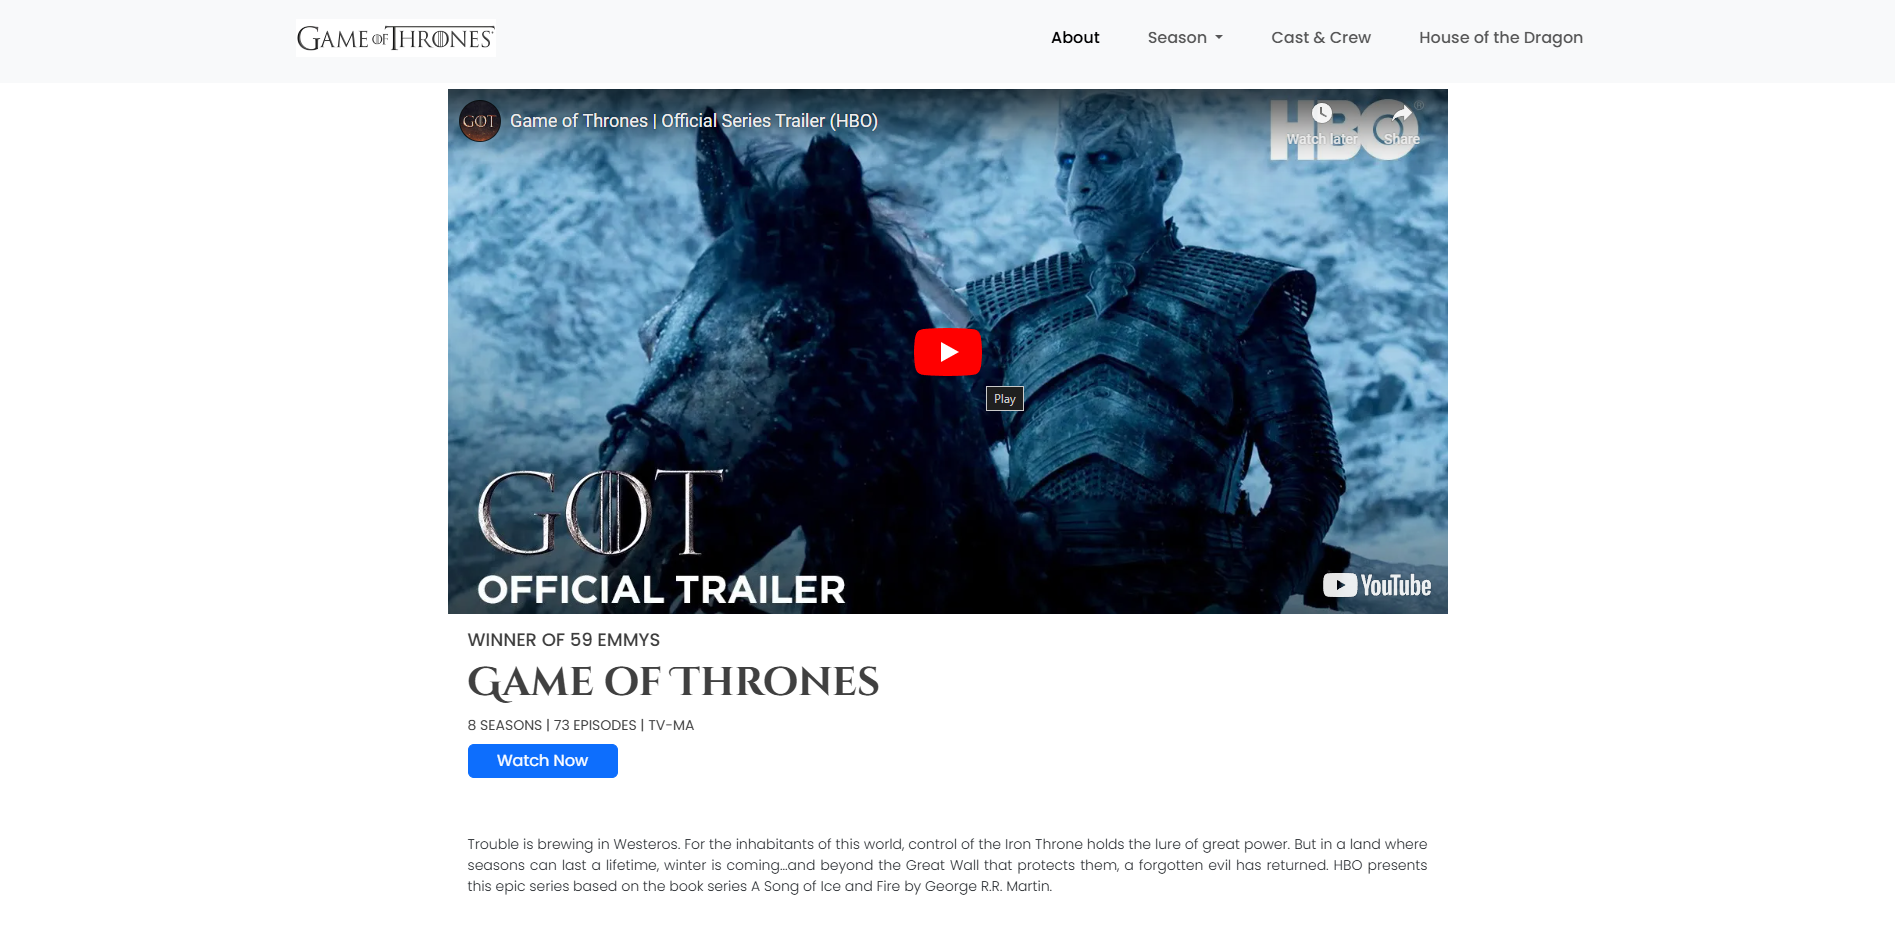 GAME OF THRONES
About
Season
Cast & Crew
House of the Dragon
GOT
Game of Thrones | Official Series Trailer (HBO)
HBO®
Watch later
Share
Play
GOT
OFFICIAL TRAILER
YouTube
WINNER OF 59 EMMYS
GAME OF THRONES
8 SEASONS | 73 EPISODES | TV-MA
Watch Now
Trouble is brewing in Westeros. For the inhabitants of this world, control of the Iron Throne holds the lure of great power. But in a land where
seasons can last a lifetime, winter is coming...and beyond the Great Wall that protects them, a forgotten evil has returned. HBO presents
this epic series based on the book series A Song of Ice and Fire by George R.R. Martin.